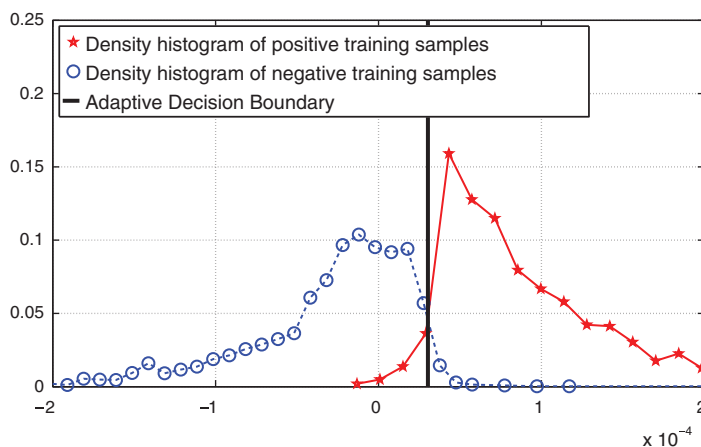 0.25
Density histogram of positive training samples
Density histogram of negative training samples
Adaptive Decision Boundary
0.2
0.15
0.1
0.05
0
−2
−1
0
1
2
x 10⁻⁴